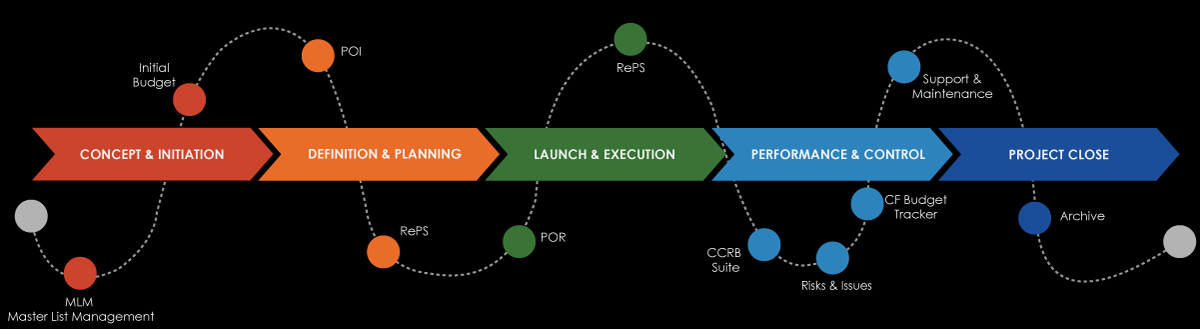 Initial
Budget
POI
RePS
Support &
Maintenance
CONCEPT & INITIATION
DEFINITION & PLANNING
LAUNCH & EXECUTION
PERFORMANCE & CONTROL
PROJECT CLOSE
MLM
Master List Management
RePS
POR
CCRB
Suite
Risks & Issues
CF Budget
Tracker
Archive